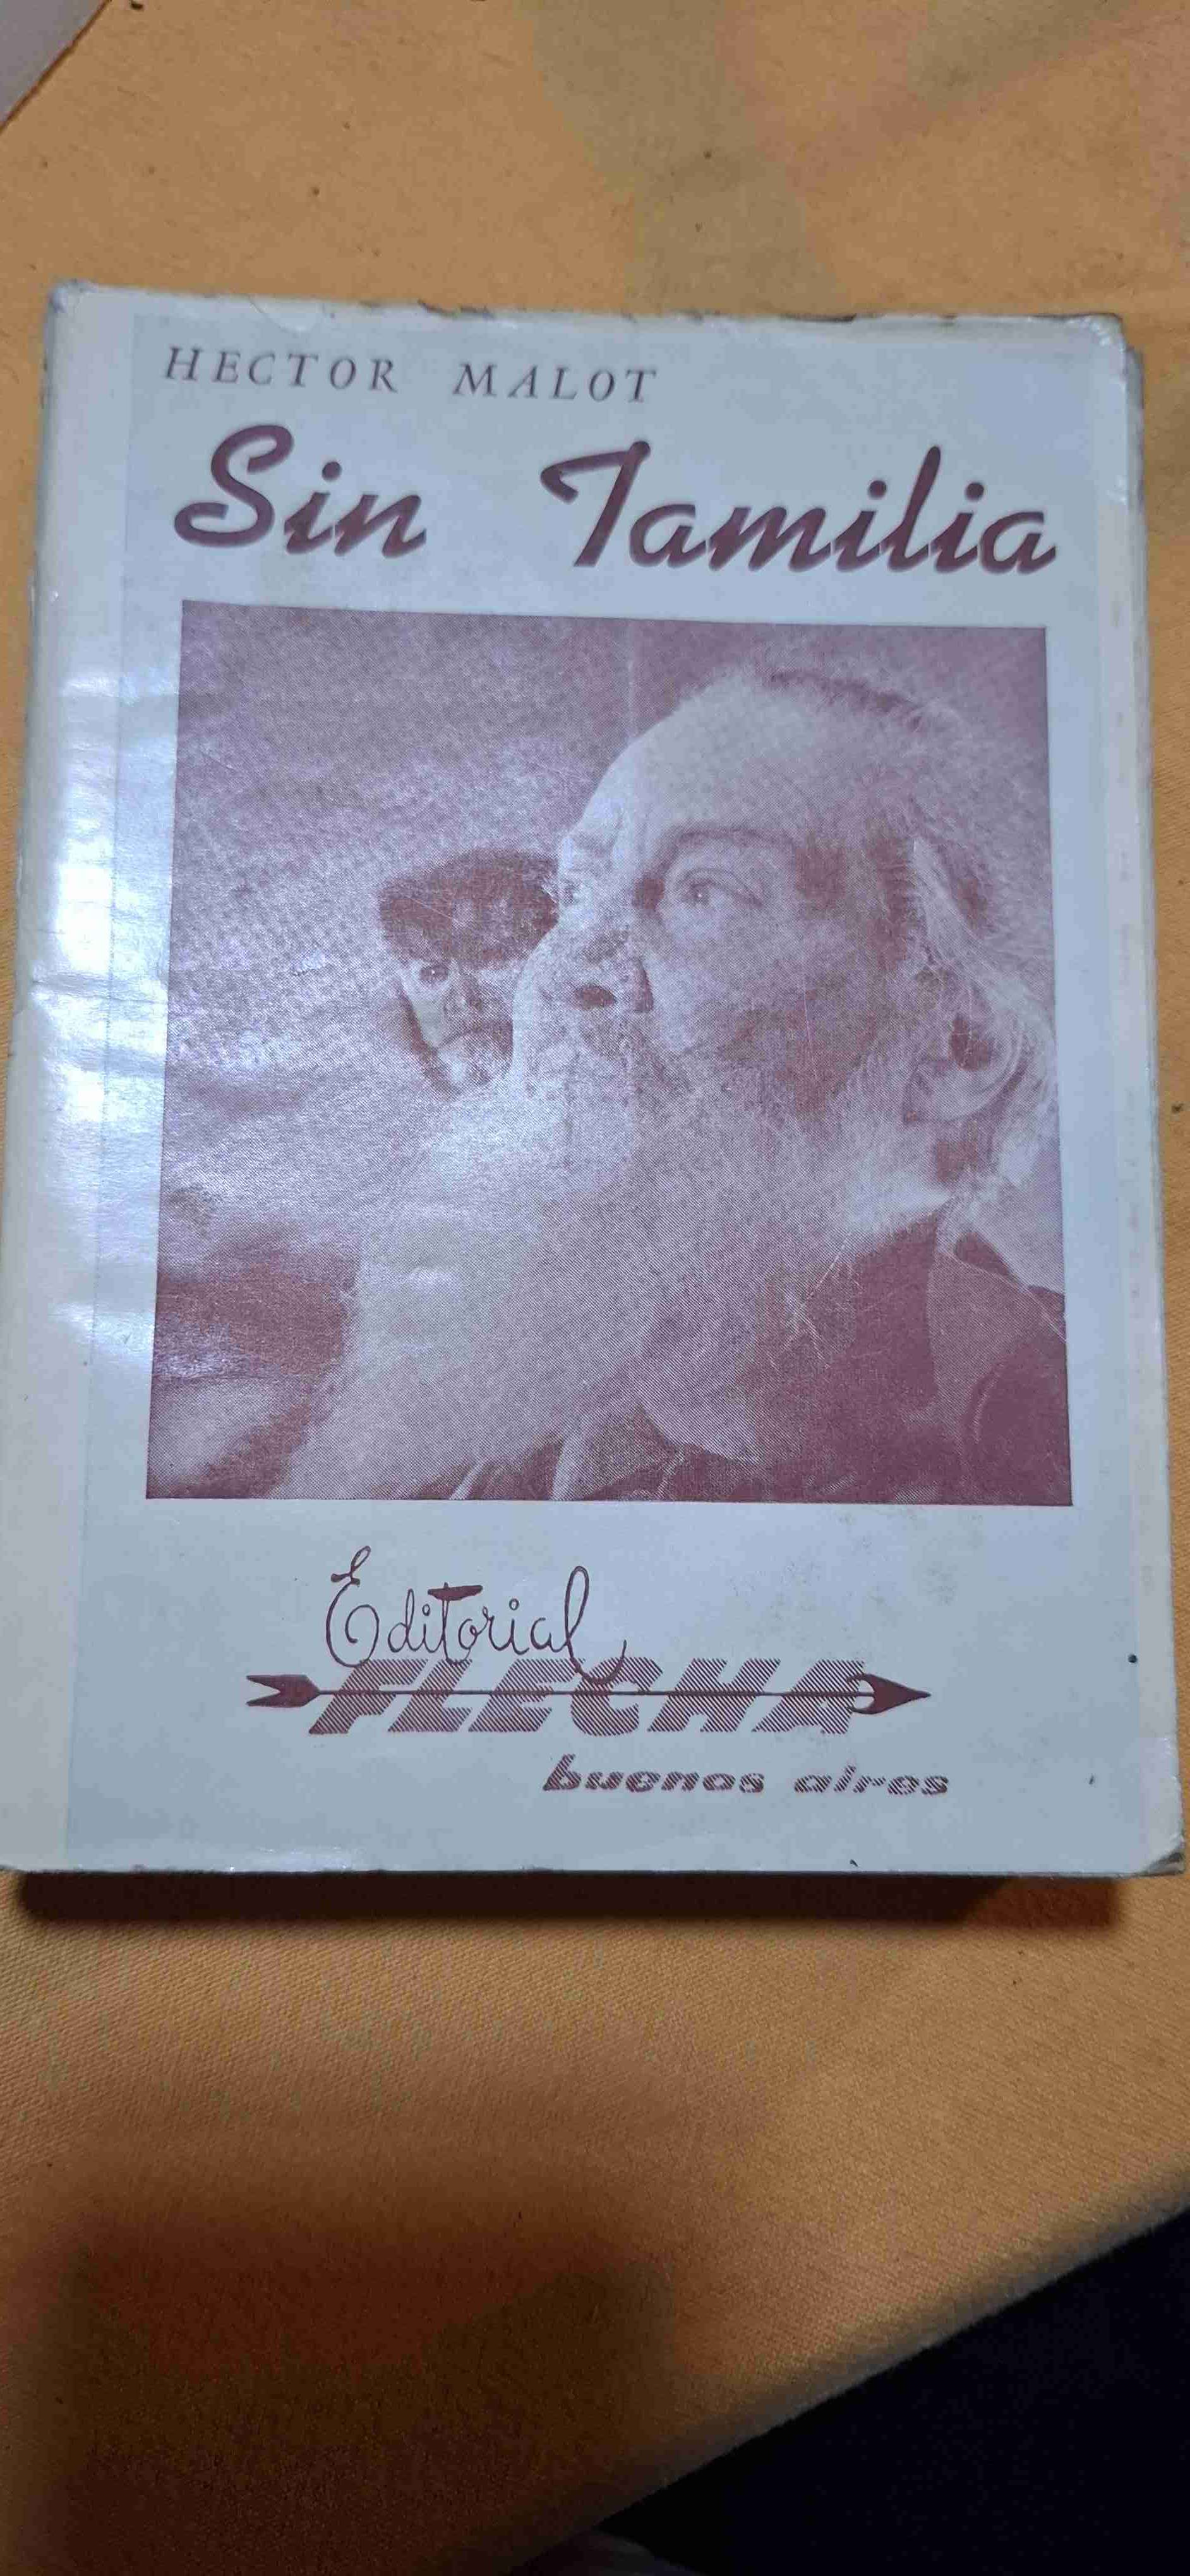 HECTOR MALOT
Sin Familia
Editorial
FLECHA
buenos aires